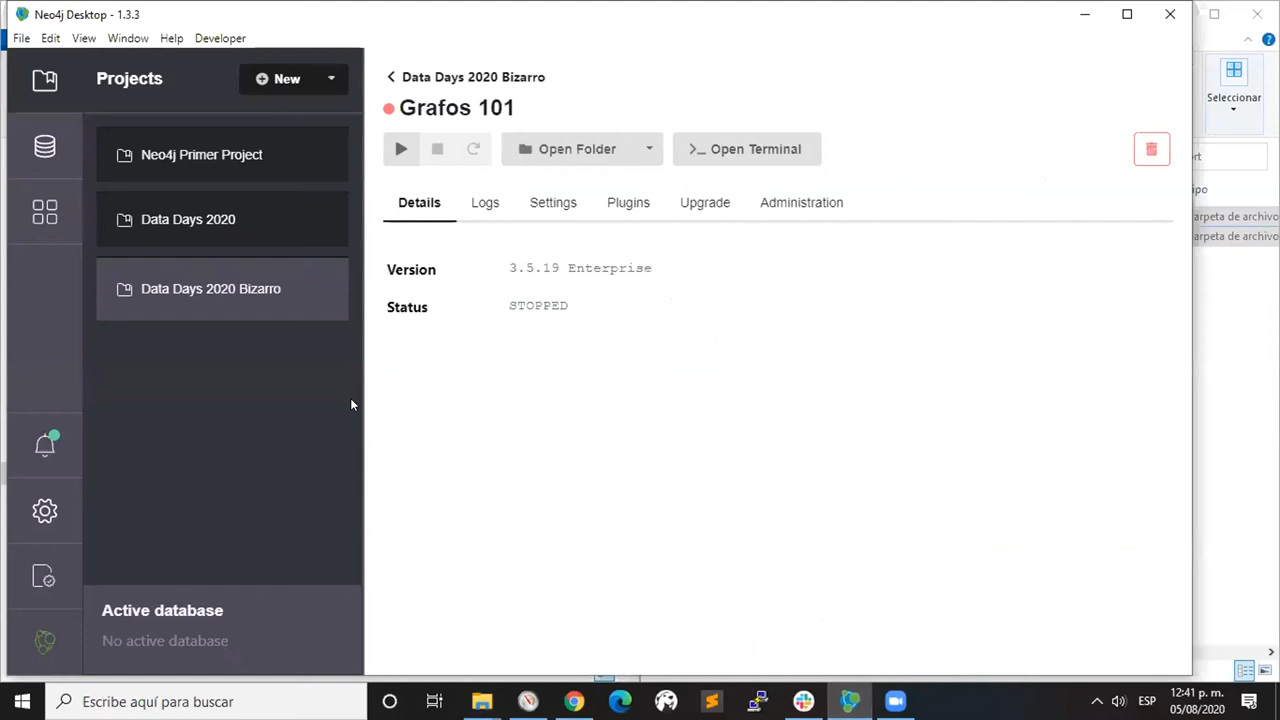 Neo4j Desktop - 1.3.3
File Edit View Window Help Developer
Projects
New
Neo4j Primer Project
Data Days 2020
Data Days 2020 Bizarro
Active database
No active database
Data Days 2020 Bizarro
Grafos 101
Open Folder
>_ Open Terminal
Details Logs Settings Plugins Upgrade Administration
Version 3.5.19 Enterprise
Status STOPPED
Seleccionar
ort
ipo
arpeta de archivo
arpeta de archivo
Escribe aquí para buscar
ESP
12:41 p. m.
05/08/2020